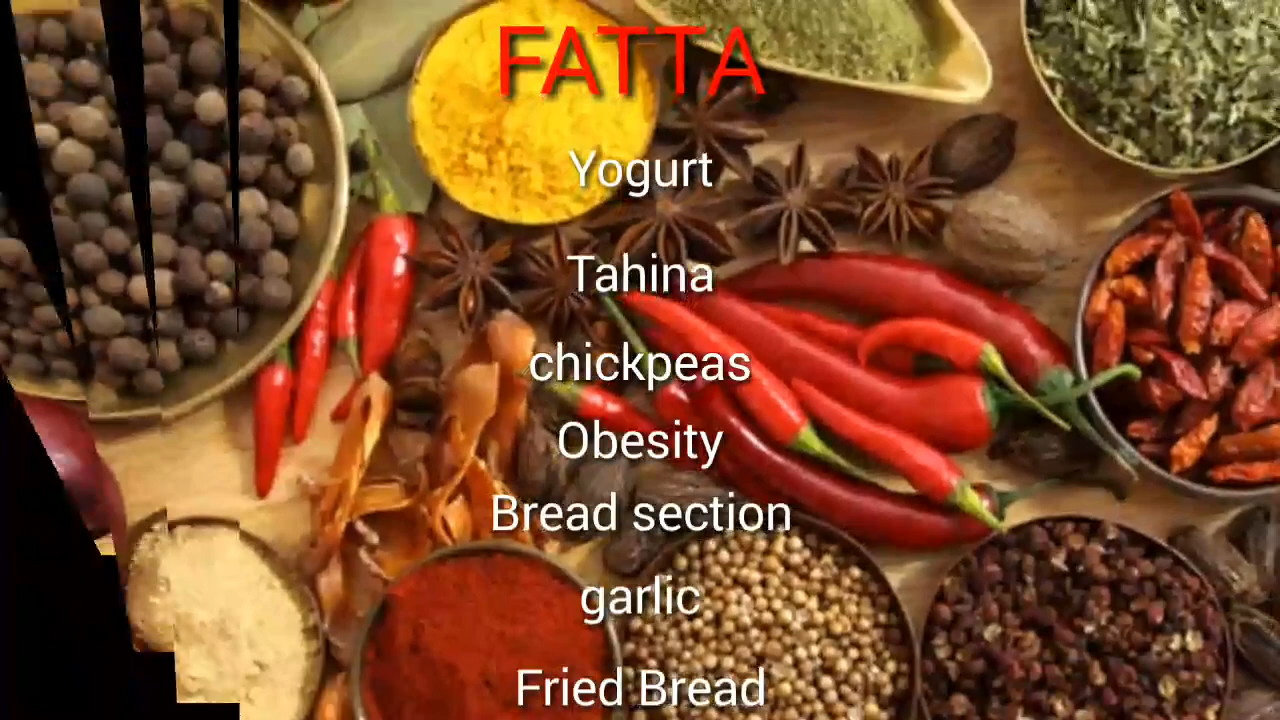 FATTA
Yogurt
Tahina
chickpeas
Obesity
Bread section
garlic
Fried Bread